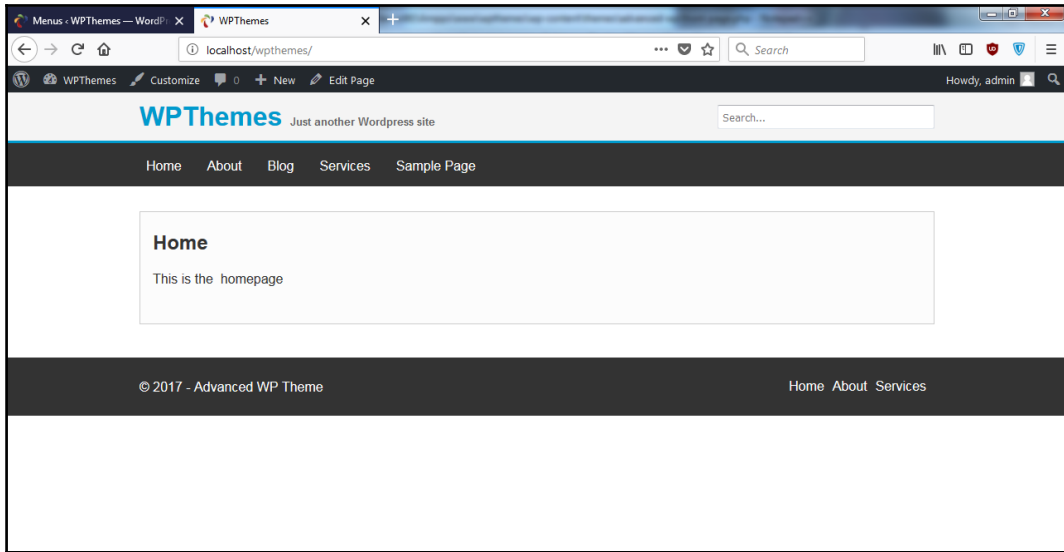 Menus ‹ WPThemes — WordPr
WPThemes
localhost/wpthemes/
Search
WPThemes Customize 0 New Edit Page Howdy, admin
WPThemes Just another Wordpress site Search...
Home About Blog Services Sample Page
Home
This is the homepage
© 2017 - Advanced WP Theme Home About Services